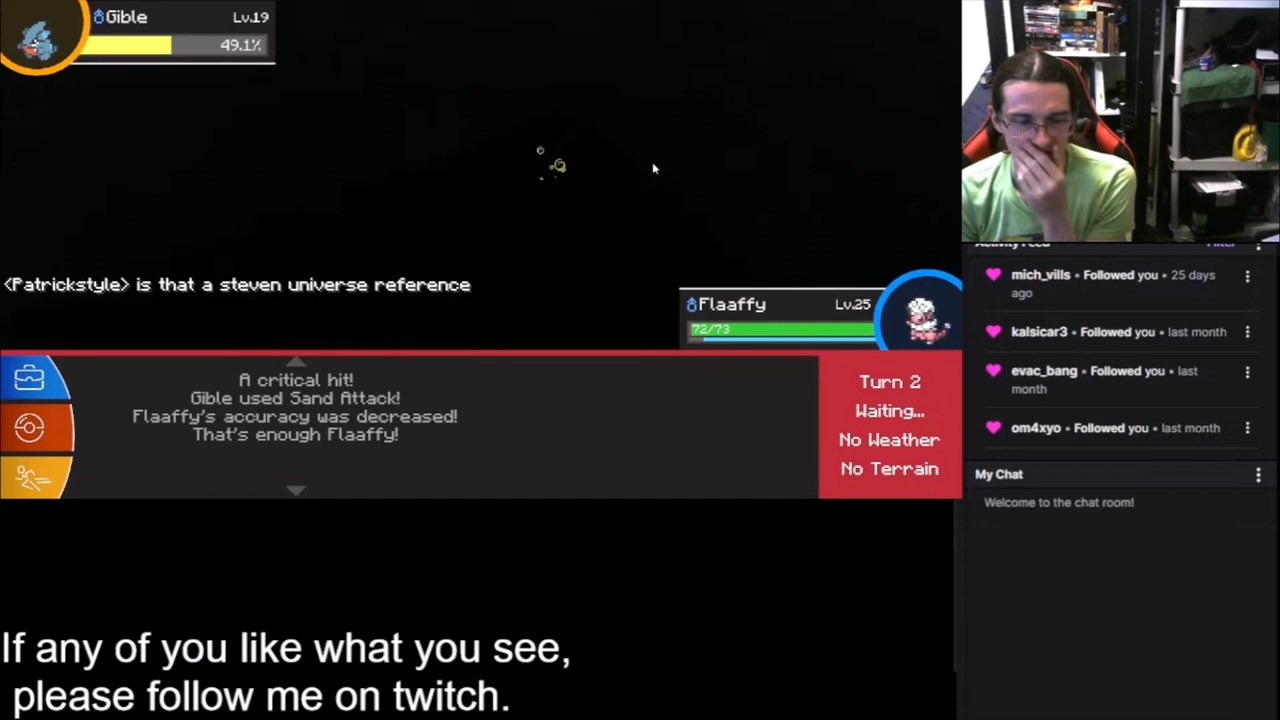 Gible Lv.19
49.1%
<Patrickstyle> is that a steven universe reference
Flaaffy Lv.25
72/73
A critical hit!
Gible used Sand Attack!
Flaaffy's accuracy was decreased!
That's enough Flaaffy!
Turn 2
Waiting...
No Weather
No Terrain
Activity Feed Filter
mich_vills • Followed you • 25 days
ago
kalsicar3 • Followed you • last month
evac_bang • Followed you • last
month
om4xyo • Followed you • last month
My Chat
Welcome to the chat room!
If any of you like what you see,
please follow me on twitch.